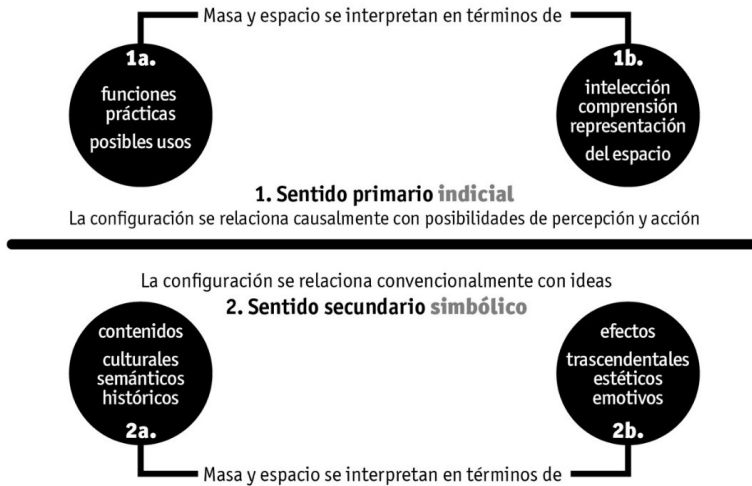 Masa y espacio se interpretan en términos de
1a.
funciones
prácticas
posibles usos
1b.
intelección
comprensión
representación
del espacio
1. Sentido primario indicial
La configuración se relaciona causalmente con posibilidades de percepción y acción
La configuración se relaciona convencionalmente con ideas
2. Sentido secundario simbólico
contenidos
culturales
semánticos
históricos
2a.
efectos
trascendentales
estéticos
emotivos
2b.
Masa y espacio se interpretan en términos de